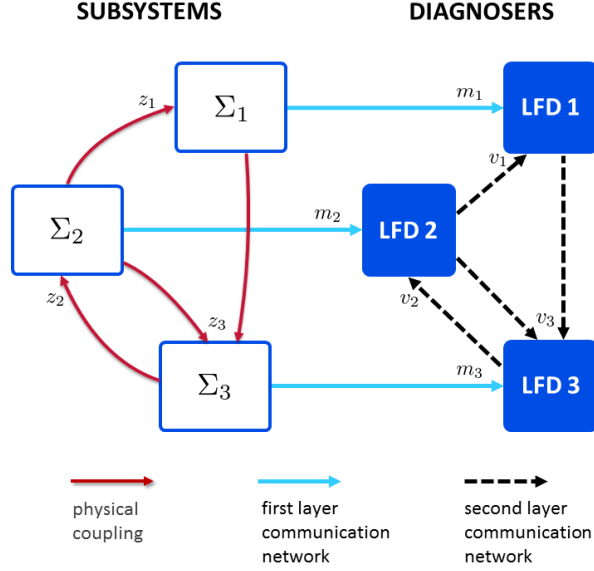 SUBSYSTEMS
DIAGNOSERS
z₁
Σ₁
m₁
LFD 1
v₁
Σ₂
m₂
LFD 2
z₂
z₃
v₂
v₃
Σ₃
m₃
LFD 3
physical
coupling
first layer
communication
network
second layer
communication
network